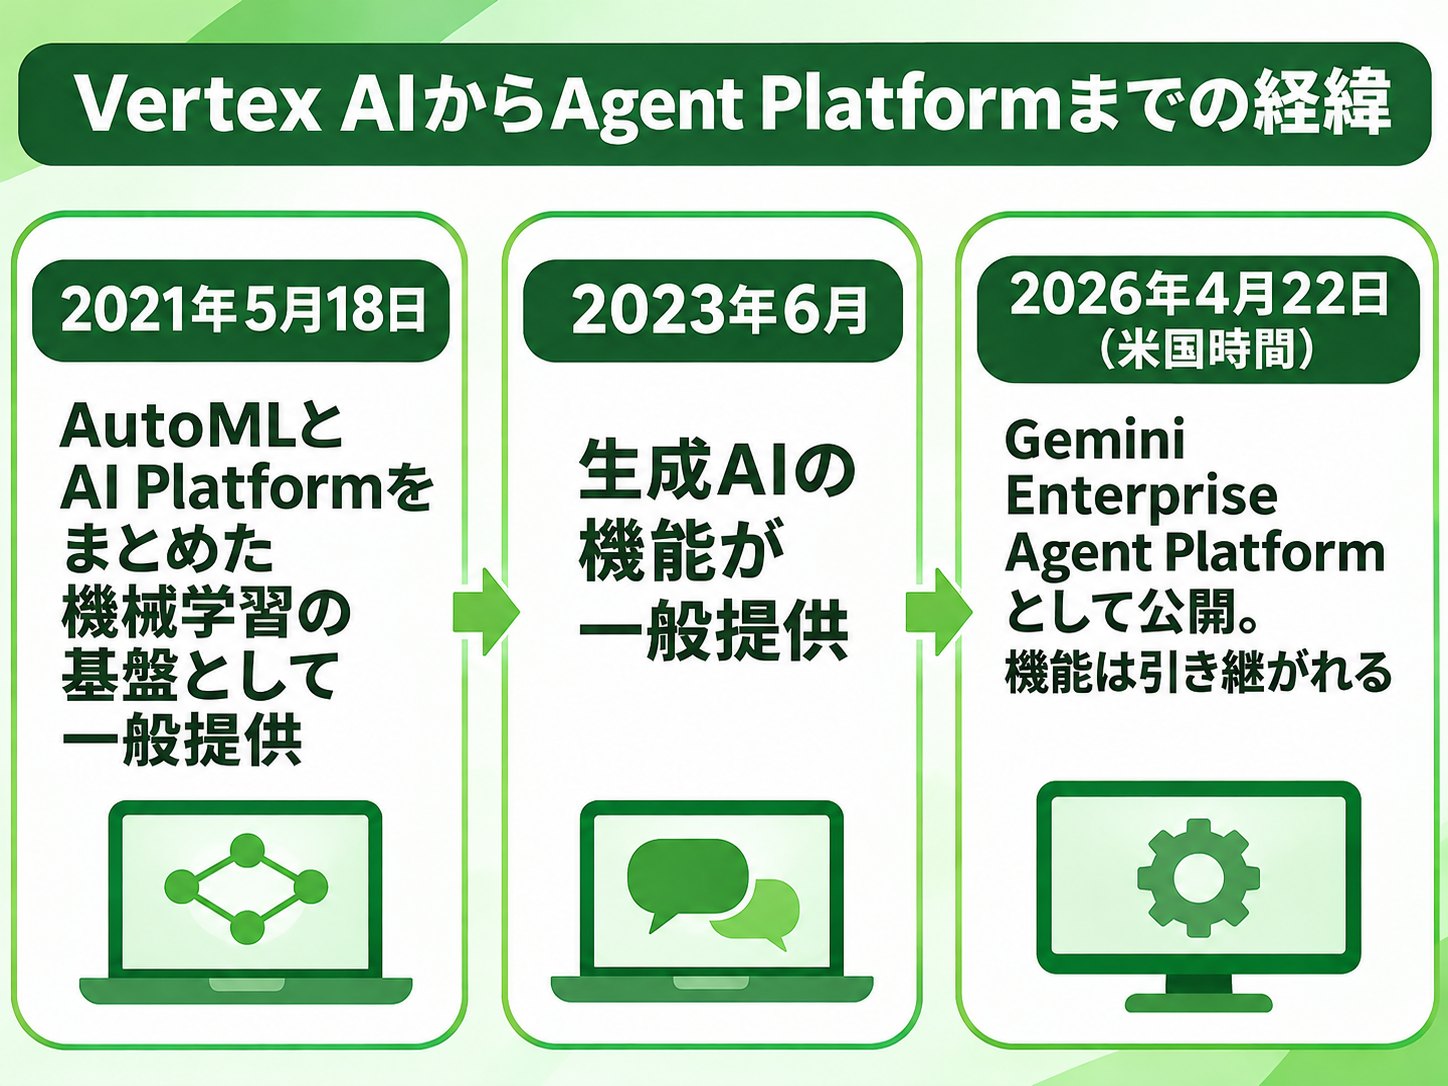 Vertex AIからAgent Platformまでの経緯
2021年5月18日
AutoMLと
AI Platformを
まとめた
機械学習の
基盤として
一般提供
2023年6月
生成AIの
機能が
一般提供
2026年4月22日
（米国時間）
Gemini
Enterprise
Agent Platform
として公開。
機能は引き継がれる